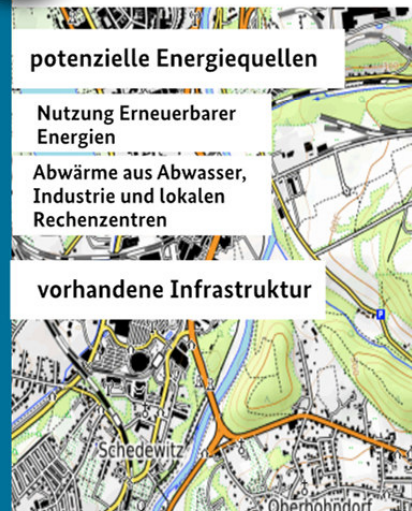 potenzielle Energiequellen
Nutzung Erneuerbarer
Energien
Abwärme aus Abwasser,
Industrie und lokalen
Rechenzentren
vorhandene Infrastruktur
P
Schedewitz
Oberhohndorf